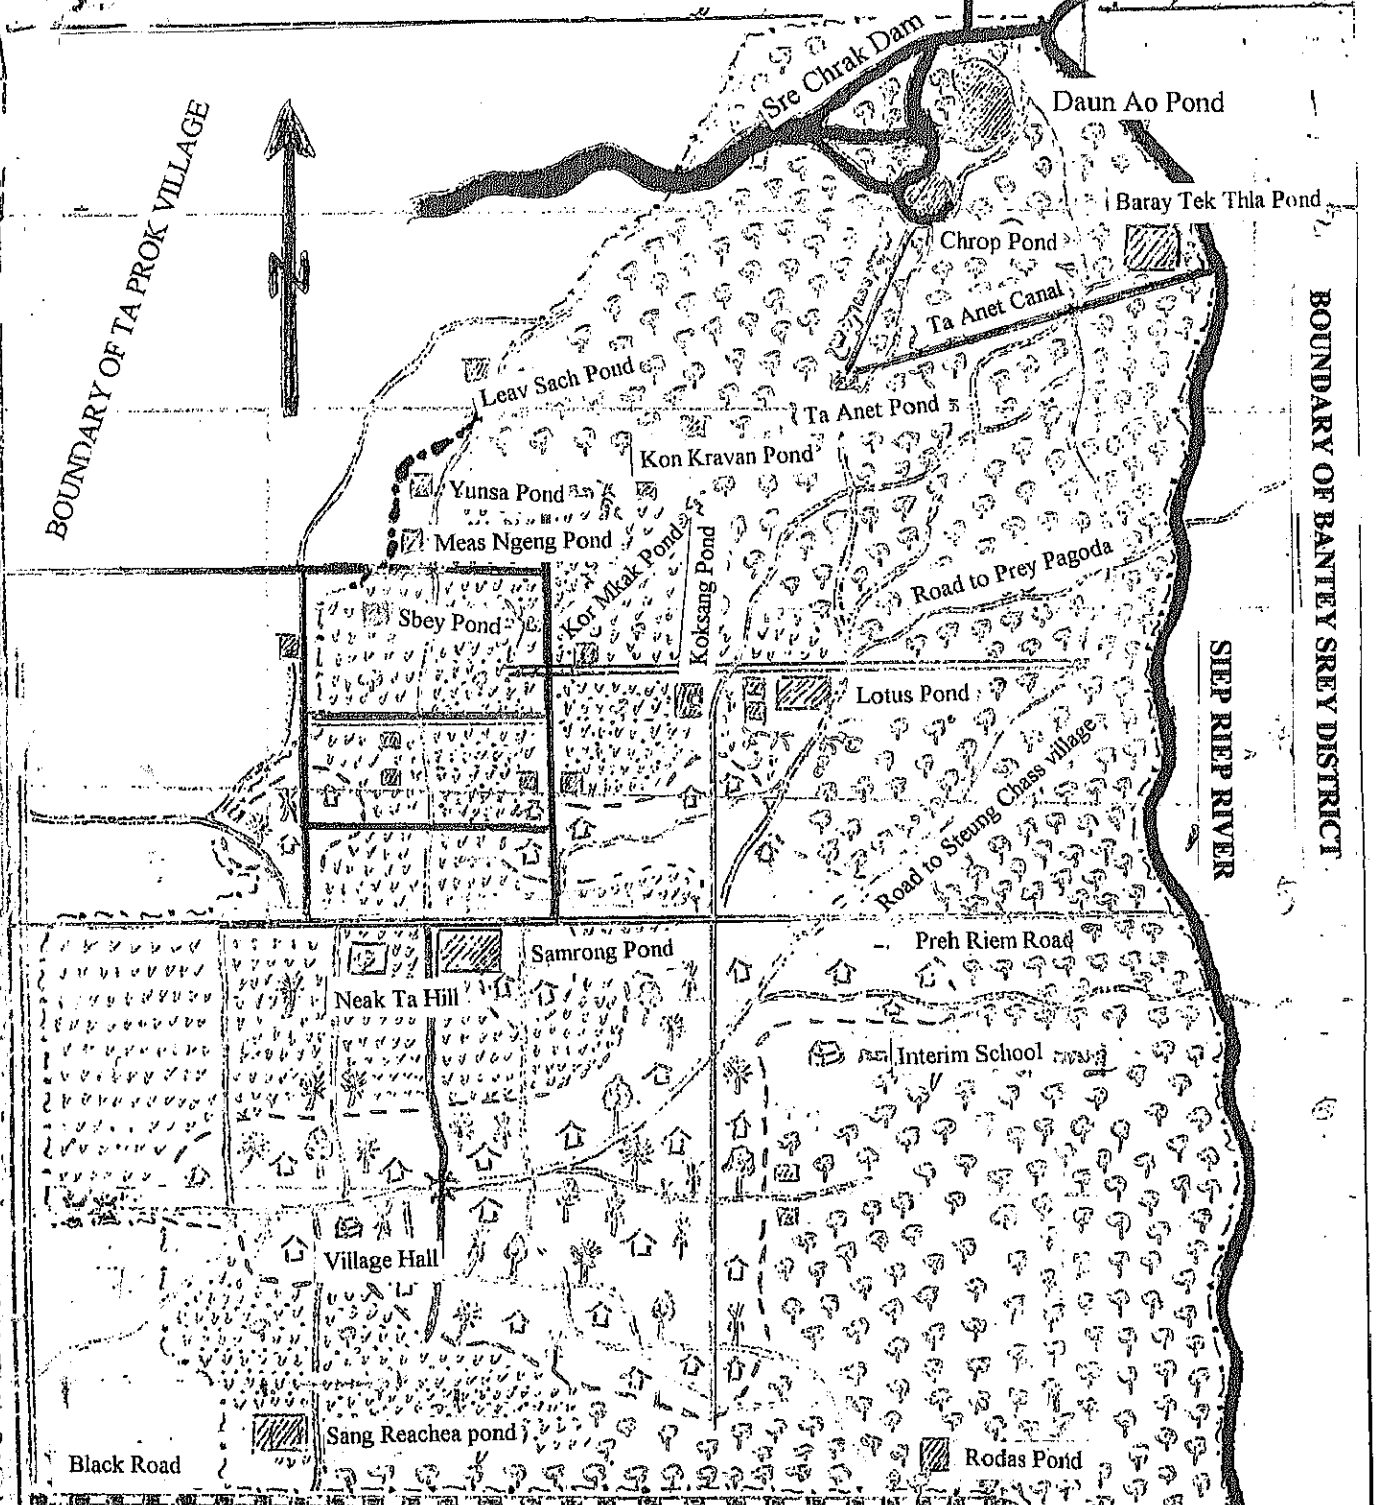 Sre Chrak Dam
Daun Ao Pond
BOUNDARY OF TA PROK VILLAGE
Baray Tek Thla Pond
Chrop Pond
Ta Anet Canal
BOUNDARY OF BANTEY SREY DISTRICT
Leav Sach Pond
Ta Anet Pond
Kon Kravan Pond
Yunsa Pond
Meas Ngeng Pond
Kor Mkak Pond
Koksang Pond
Road to Prey Pagoda
Sbey Pond
SIEP RIEP RIVER
Lotus Pond
Road to Steung Chass village
Preh Riem Road
Samrong Pond
Neak Ta Hill
Interim School
Village Hall
Sang Reachea pond
Black Road
Rodas Pond